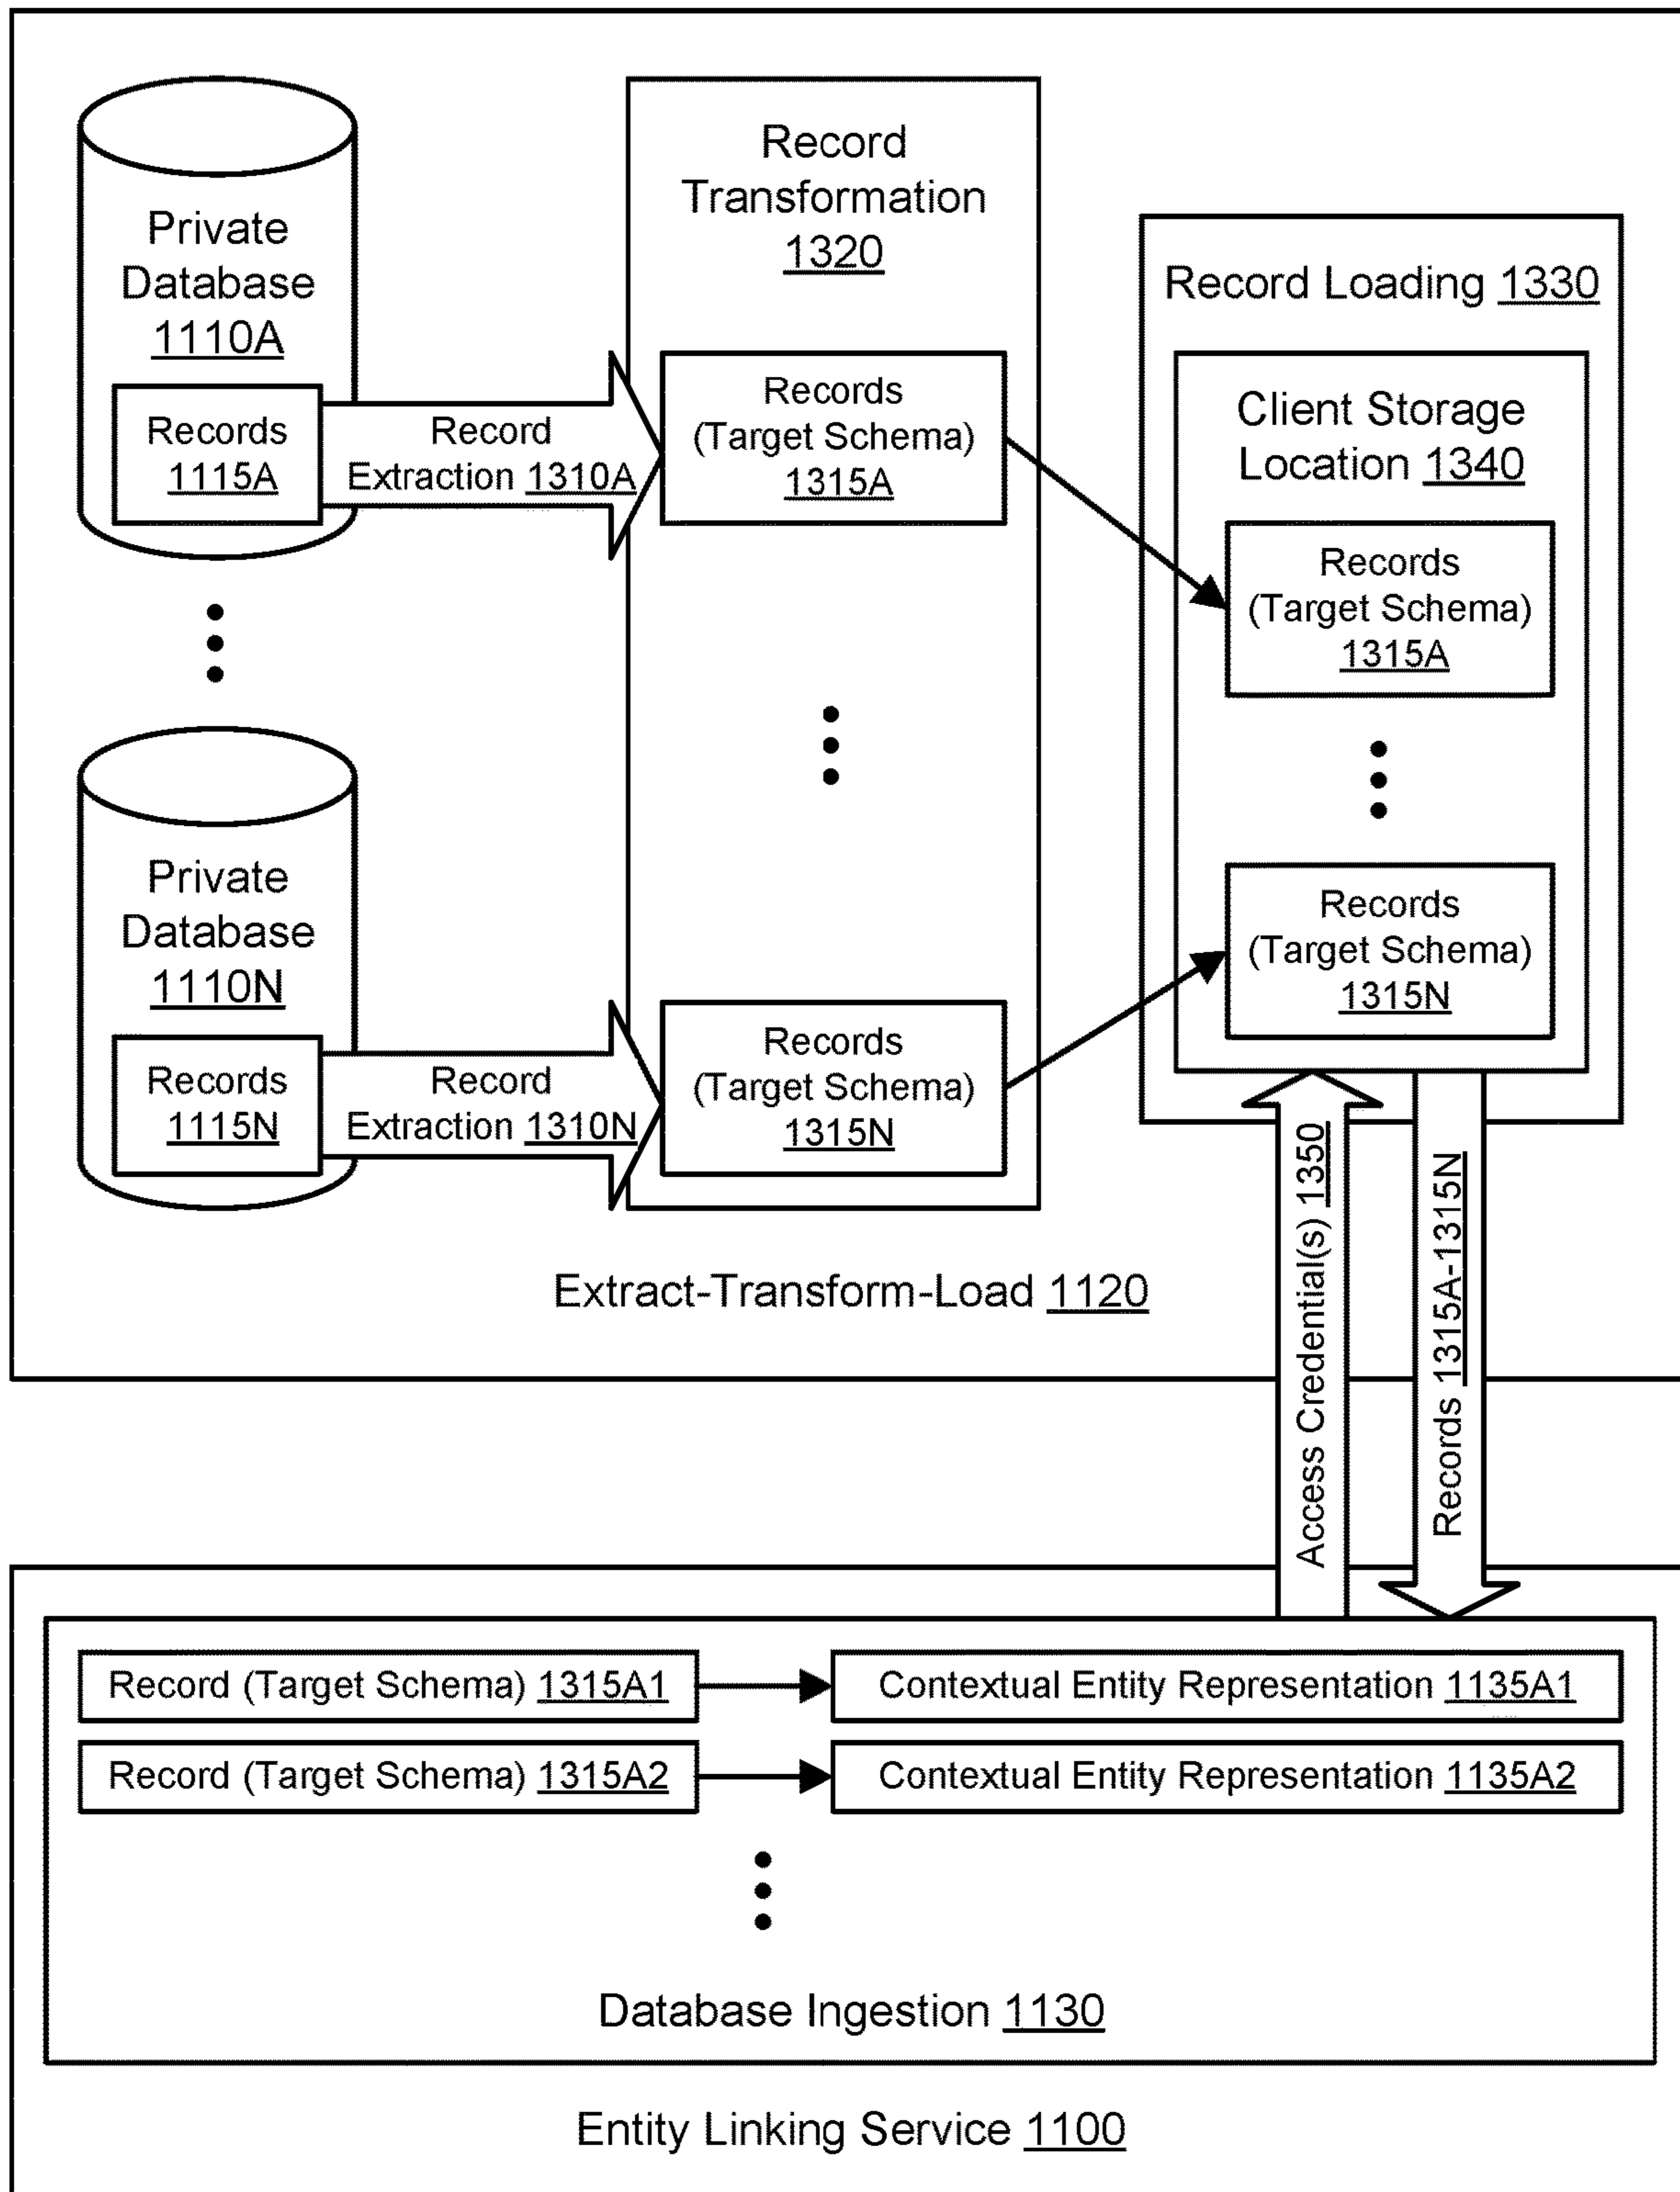 Private
Database
1110A
Records
1115A
Record
Extraction 1310A
Record
Transformation
1320
Records
(Target Schema)
1315A
Record Loading 1330
Client Storage
Location 1340
Records
(Target Schema)
1315A
Private
Database
1110N
Records
1115N
Record
Extraction 1310N
Records
(Target Schema)
1315N
Records
(Target Schema)
1315N
Extract-Transform-Load 1120
Access Credential(s) 1350
Records 1315A-1315N
Record (Target Schema) 1315A1
Contextual Entity Representation 1135A1
Record (Target Schema) 1315A2
Contextual Entity Representation 1135A2
Database Ingestion 1130
Entity Linking Service 1100